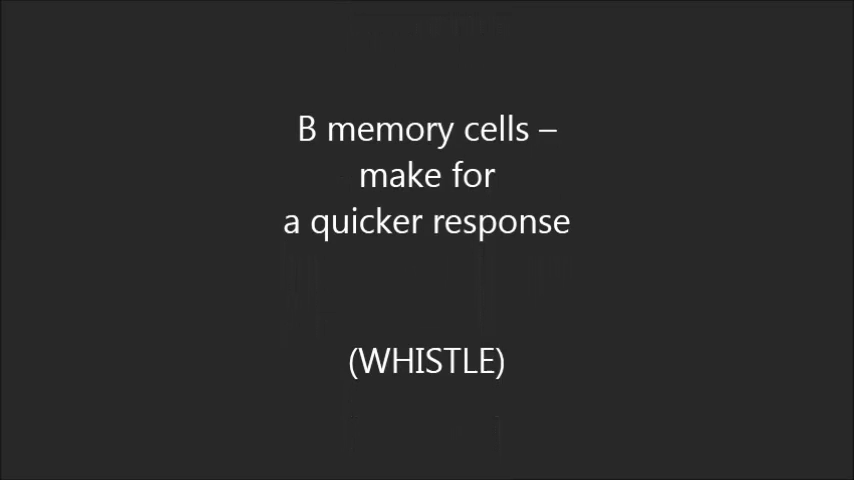 B memory cells –
make for
a quicker response
(WHISTLE)